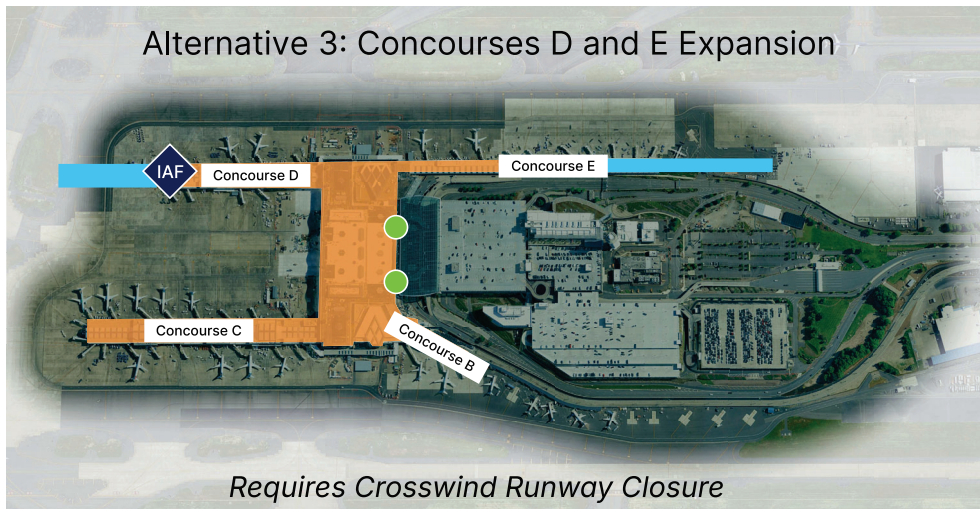 Alternative 3: Concourses D and E Expansion
IAF
Concourse D
Concourse E
Concourse C
Concourse B
Requires Crosswind Runway Closure